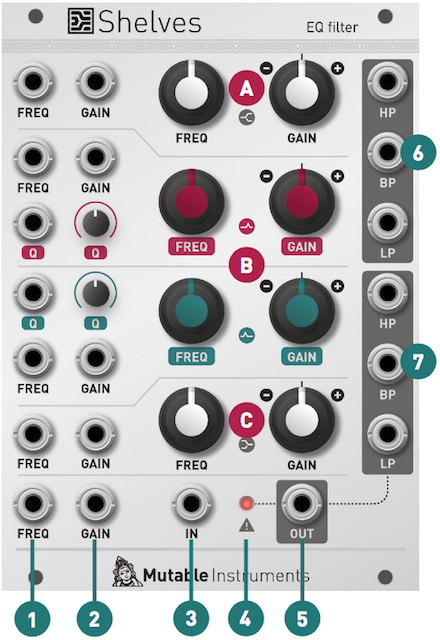 Shelves
EQ filter
FREQ GAIN FREQ A GAIN HP
FREQ GAIN BP 6
Q Q FREQ GAIN LP
B
Q Q FREQ GAIN HP
FREQ GAIN BP 7
FREQ GAIN FREQ C GAIN LP
FREQ GAIN IN OUT
Mutable Instruments
1 2 3 4 5